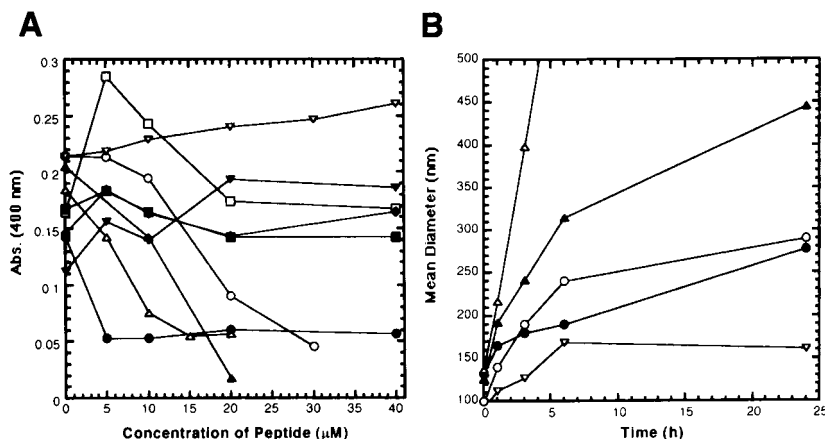 A
B
0.3
0.25
0.2
0.15
0.1
0.05
0
Abs. (400 nm)
0 5 10 15 20 25 30 35 40
Concentration of Peptide (μM)
500
450
400
350
300
250
200
150
100
Mean Diameter (nm)
0 5 10 15 20 25
Time (h)